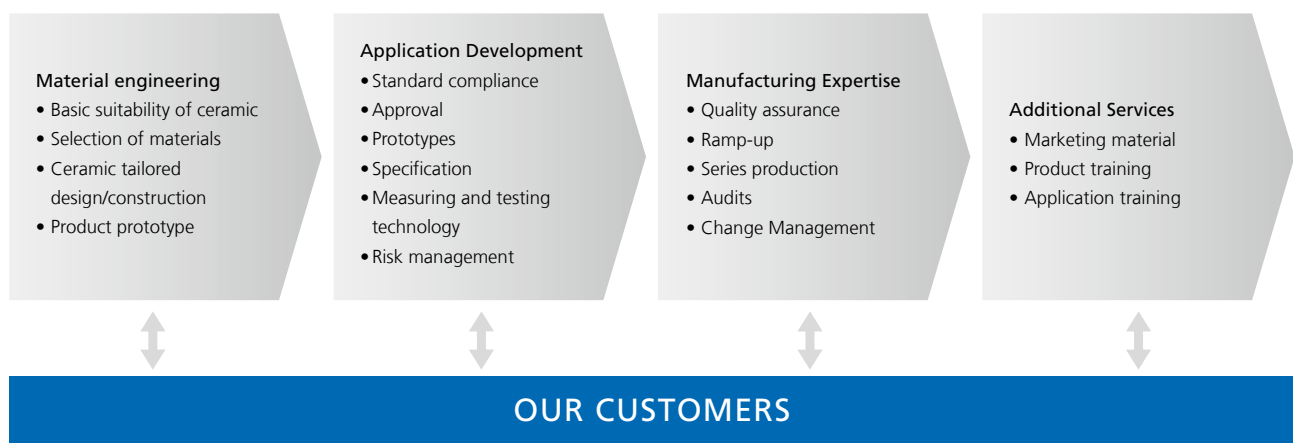 Material engineering
• Basic suitability of ceramic
• Selection of materials
• Ceramic tailored
design/construction
• Product prototype
Application Development
• Standard compliance
• Approval
• Prototypes
• Specification
• Measuring and testing
technology
• Risk management
Manufacturing Expertise
• Quality assurance
• Ramp-up
• Series production
• Audits
• Change Management
Additional Services
• Marketing material
• Product training
• Application training
OUR CUSTOMERS